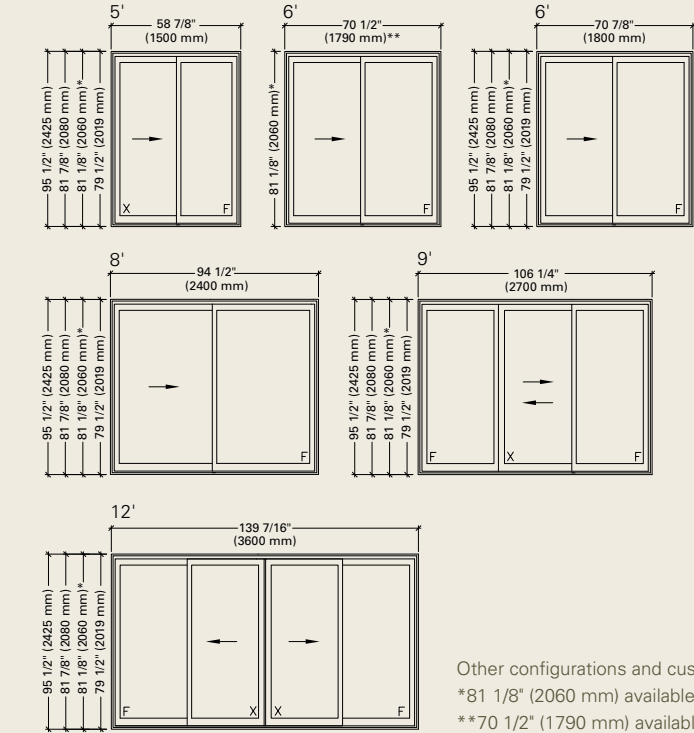 5'
58 7/8"
(1500 mm)
95 1/2" (2425 mm)
81 7/8" (2080 mm)
81 1/8" (2060 mm)*
79 1/2" (2019 mm)
X
F
6'
70 1/2"
(1790 mm)**
81 1/8" (2060 mm)*
F
6'
70 7/8"
(1800 mm)
95 1/2" (2425 mm)
81 7/8" (2080 mm)
81 1/8" (2060 mm)*
79 1/2" (2019 mm)
F
8'
94 1/2"
(2400 mm)
95 1/2" (2425 mm)
81 7/8" (2080 mm)
81 1/8" (2060 mm)*
79 1/2" (2019 mm)
F
9'
106 1/4"
(2700 mm)
95 1/2" (2425 mm)
81 7/8" (2080 mm)
81 1/8" (2060 mm)*
79 1/2" (2019 mm)
F X F
12'
139 7/16"
(3600 mm)
95 1/2" (2425 mm)
81 7/8" (2080 mm)
81 1/8" (2060 mm)*
79 1/2" (2019 mm)
F X X F
Other configurations and
*81 1/8" (2060 mm) available
**70 1/2" (1790 mm)